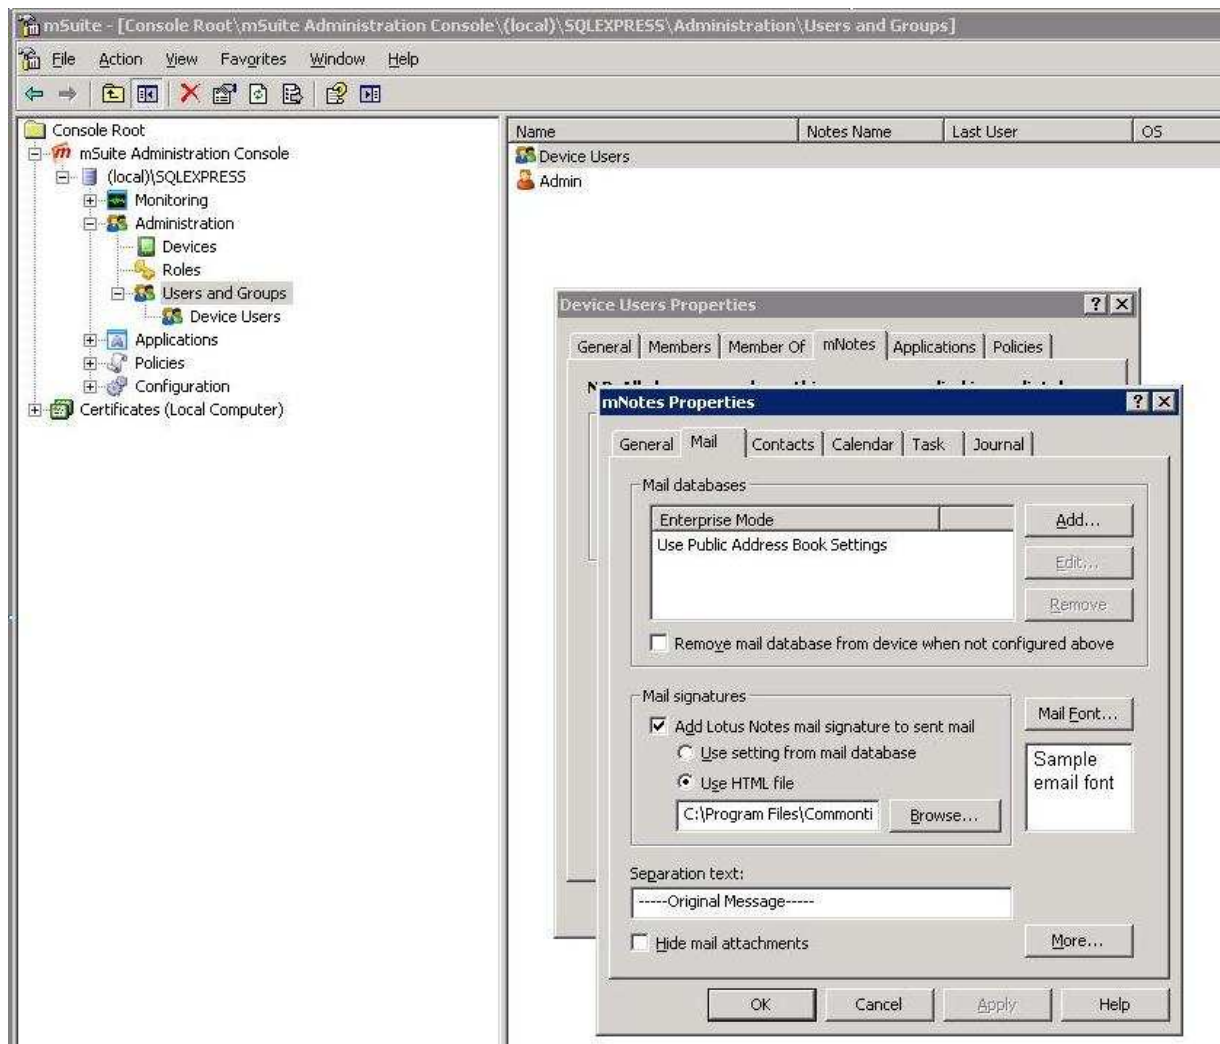 mSuite - [Console Root\mSuite Administration Console\(local)\SQLEXPRESS\Administration\Users and Groups]
File Action View Favorites Window Help
Console Root
mSuite Administration Console
(local)\SQLEXPRESS
Monitoring
Administration
Devices
Roles
Users and Groups
Device Users
Applications
Policies
Configuration
Certificates (Local Computer)
Name Notes Name Last User OS
Device Users
Admin
Device Users Properties
General Members Member Of mNotes Applications Policies
mNotes Properties
General Mail Contacts Calendar Task Journal
Mail databases
Enterprise Mode
Use Public Address Book Settings
Add...
Edit...
Remove
Remove mail database from device when not configured above
Mail signatures
Add Lotus Notes mail signature to sent mail
Use setting from mail database
Use HTML file
C:\Program Files\Commonti
Browse...
Mail Font...
Sample
email font
Separation text:
-----Original Message-----
Hide mail attachments
More...
OK Cancel Apply Help